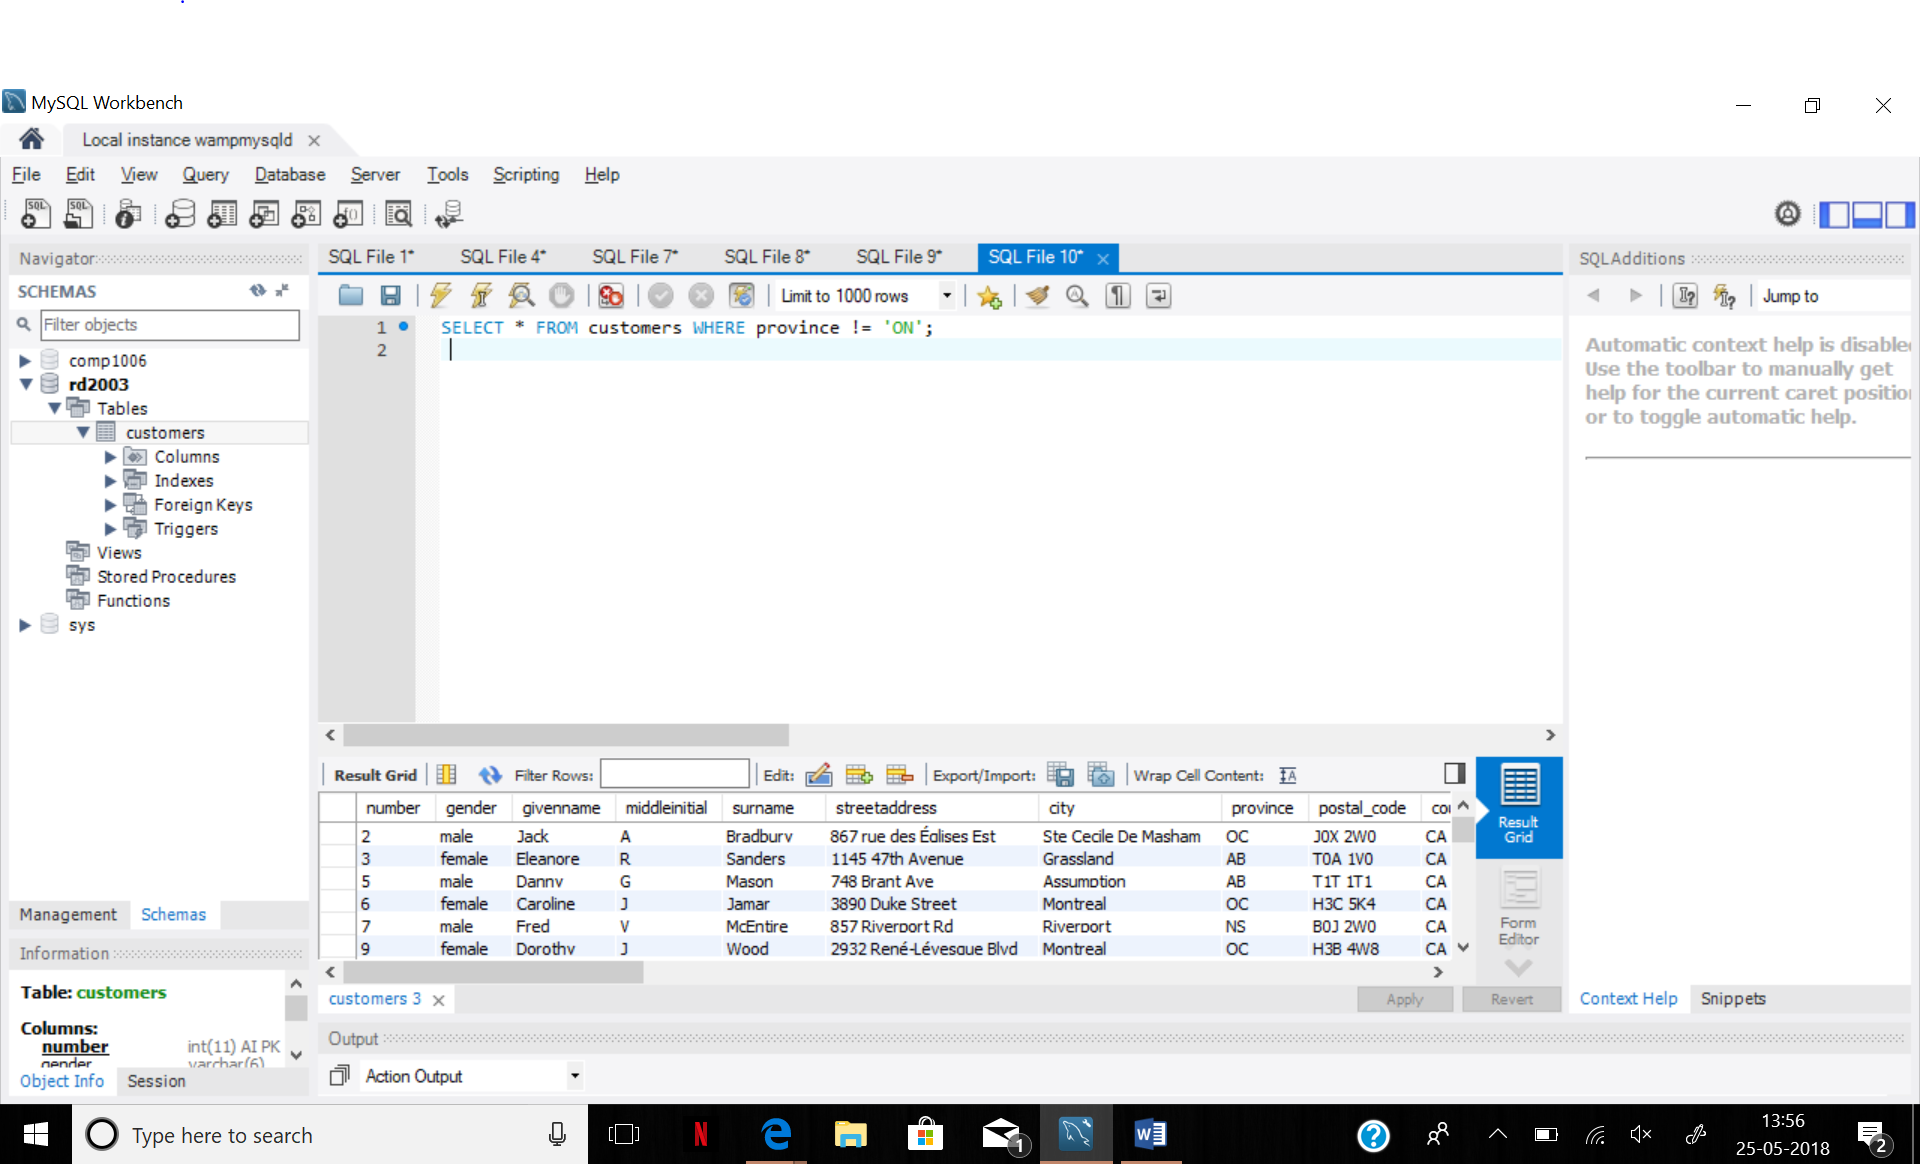 MySQL Workbench
Local instance wampmysqld
File Edit View Query Database Server Tools Scripting Help
Navigator
SCHEMAS
Filter objects
comp1006
rd2003
Tables
customers
Columns
Indexes
Foreign Keys
Triggers
Views
Stored Procedures
Functions
sys
Management Schemas
Information
Table: customers
Columns:
number int(11) AI PK
gender varchar(6)
Object Info Session
SQL File 1* SQL File 4* SQL File 7* SQL File 8* SQL File 9* SQL File 10*
Limit to 1000 rows
1 SELECT * FROM customers WHERE province != 'ON';
2
Result Grid Filter Rows: Edit: Export/Import: Wrap Cell Content:
number gender givenname middleinitial surname streetaddress city province postal_code cou
2 male Jack A Bradbury 867 rue des Églises Est Ste Cecile De Masham QC J0X 2W0 CA
3 female Eleanore R Sanders 1145 47th Avenue Grassland AB T0A 1V0 CA
5 male Danny G Mason 748 Brant Ave Assumption AB T1T 1T1 CA
6 female Caroline J Jamar 3890 Duke Street Montreal QC H3C 5K4 CA
7 male Fred V McEntire 857 Riverport Rd Riverport NS B0J 2W0 CA
9 female Dorothy J Wood 2932 René-Lévesque Blvd Montreal QC H3B 4W8 CA
Result Grid
Form Editor
customers 3 Apply Revert
Output
Action Output
SQLAdditions
Jump to
Automatic context help is disabled
Use the toolbar to manually get
help for the current caret position
or to toggle automatic help.
Context Help Snippets
Type here to search
1
13:56
25-05-2018
2